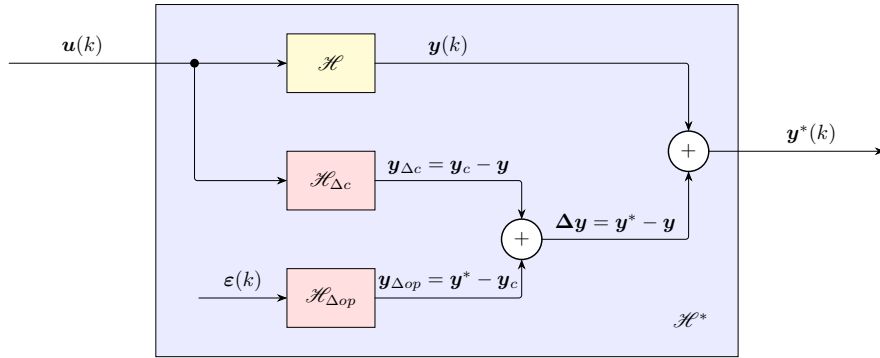 u(k)
ℋ
y(k)
y*(k)
+
ℋ_Δc
y_Δc = y_c − y
+
Δy = y* − y
ε(k)
ℋ_Δop
y_Δop = y* − y_c
ℋ*